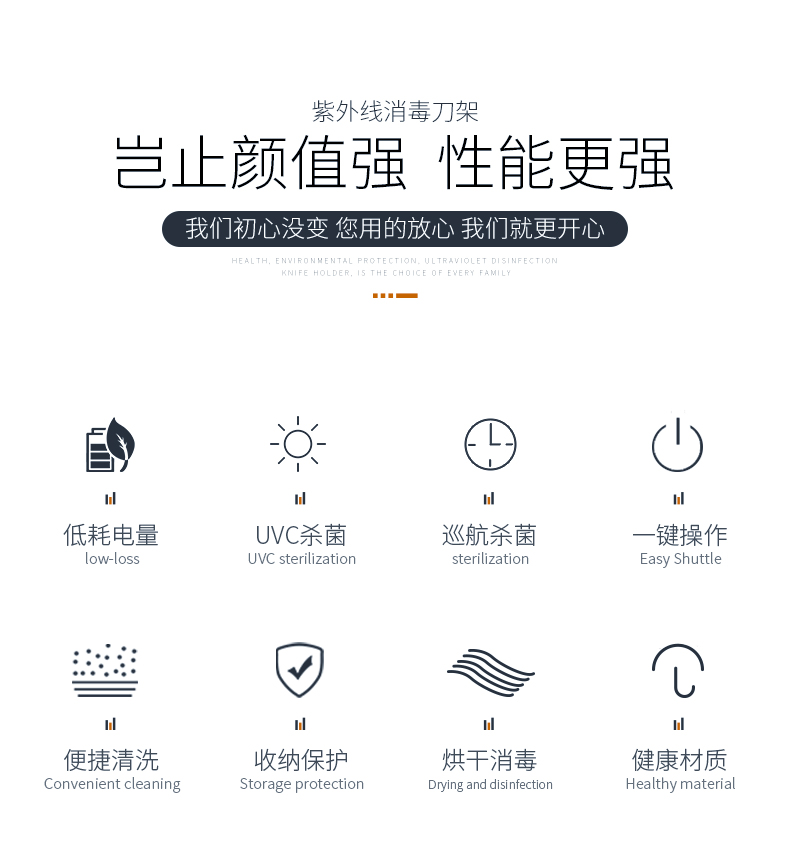 紫外线消毒刀架
岂止颜值强 性能更强
我们初心没变 您用的放心 我们就更开心
HEALTH, ENVIRONMENTAL PROTECTION, ULTRAVIOLET DISINFECTION
KNIFE HOLDER, IS THE CHOICE OF EVERY FAMILY
低耗电量
low-loss
UVC杀菌
UVC sterilization
巡航杀菌
sterilization
一键操作
Easy Shuttle
便捷清洗
Convenient cleaning
收纳保护
Storage protection
烘干消毒
Drying and disinfection
健康材质
Healthy material